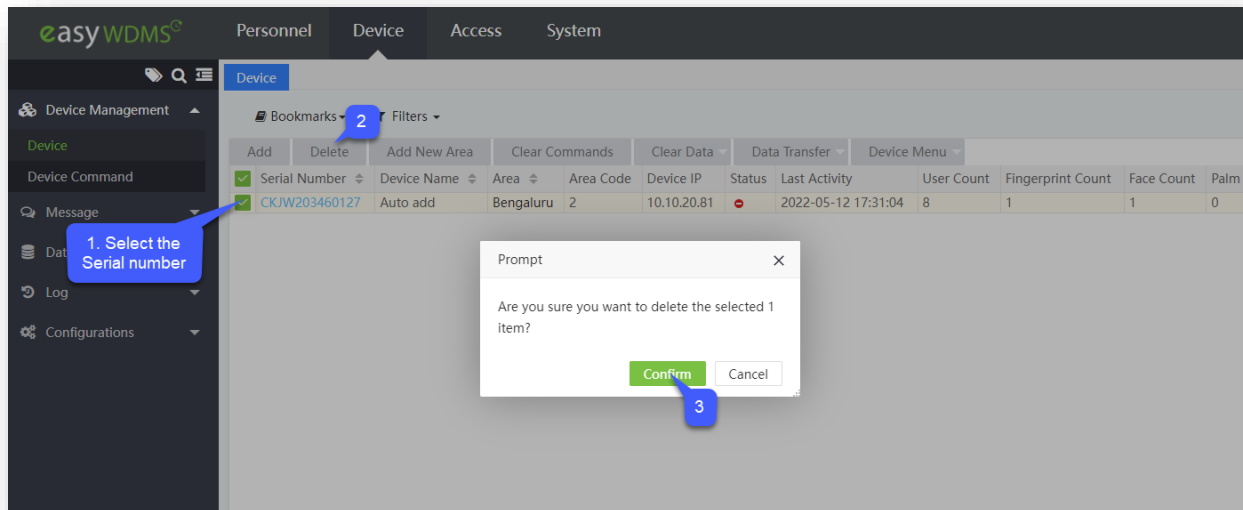 easy WDMS
Personnel Device Access System
Device
Device Management
Bookmarks
2
Filters
Device
Add Delete Add New Area Clear Commands Clear Data Data Transfer Device Menu
Device Command
Serial Number Device Name Area Area Code Device IP Status Last Activity User Count Fingerprint Count Face Count Palm
CKJW203460127 Auto add Bengaluru 2 10.10.20.81 2022-05-12 17:31:04 8 1 1 0
Message
1. Select the
Serial number
Dat
Log
Configurations
Prompt
Are you sure you want to delete the selected 1
item?
Confirm Cancel
3